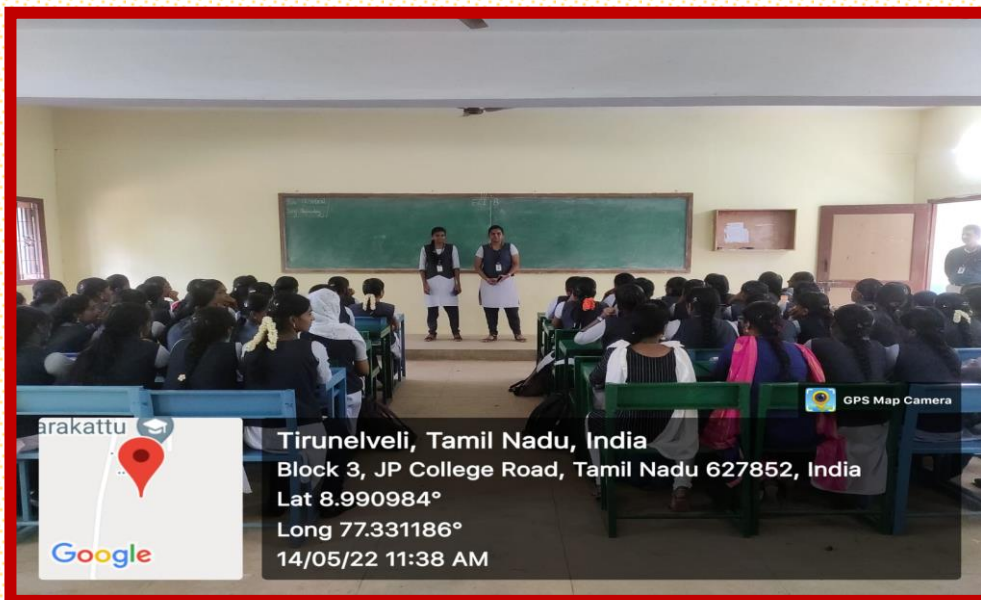 GPS Map Camera
arakattu
Google
Tirunelveli, Tamil Nadu, India
Block 3, JP College Road, Tamil Nadu 627852, India
Lat 8.990984°
Long 77.331186°
14/05/22 11:38 AM